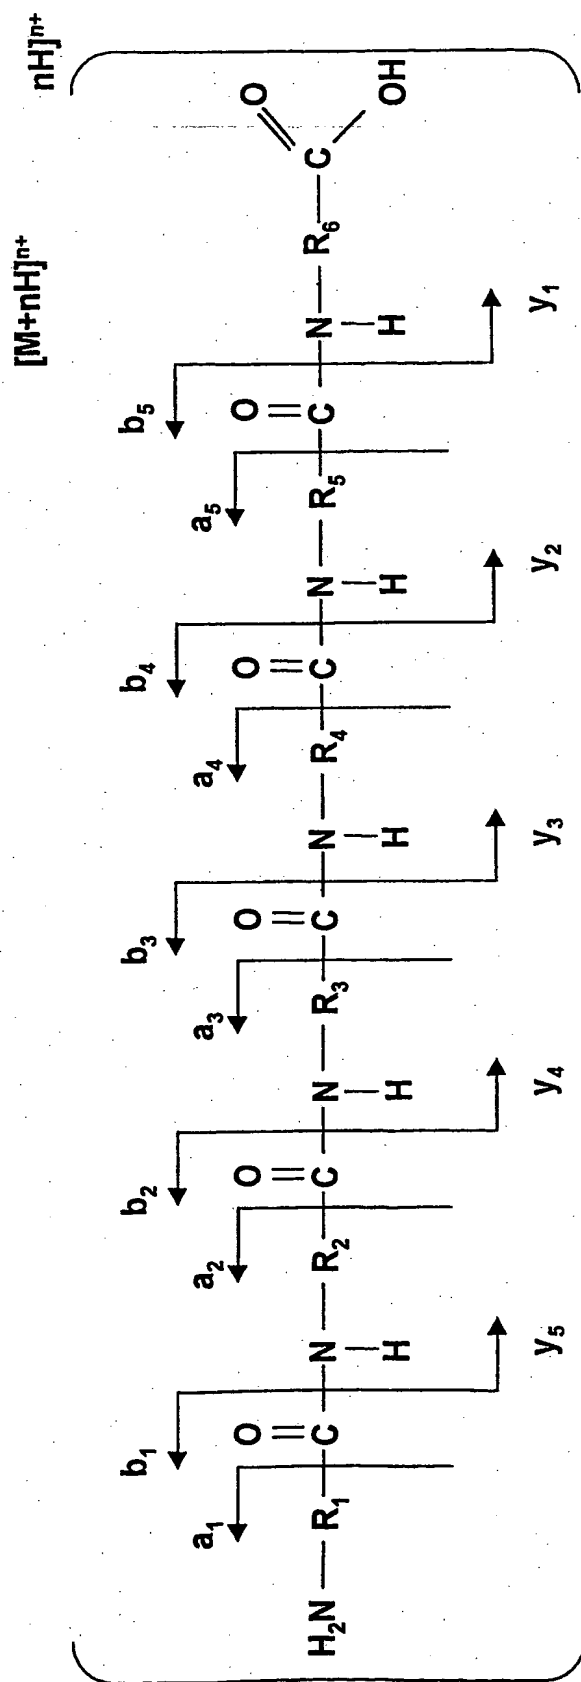 [M+nH]ⁿ⁺
nH]ⁿ⁺
b₁ b₂ b₃ b₄ b₅
a₁ a₂ a₃ a₄ a₅
O O O O O O
H₂N — R₁ — C — N — R₂ — C — N — R₃ — C — N — R₄ — C — N — R₅ — C — N — R₆ — C
H H H H H OH
y₅ y₄ y₃ y₂ y₁